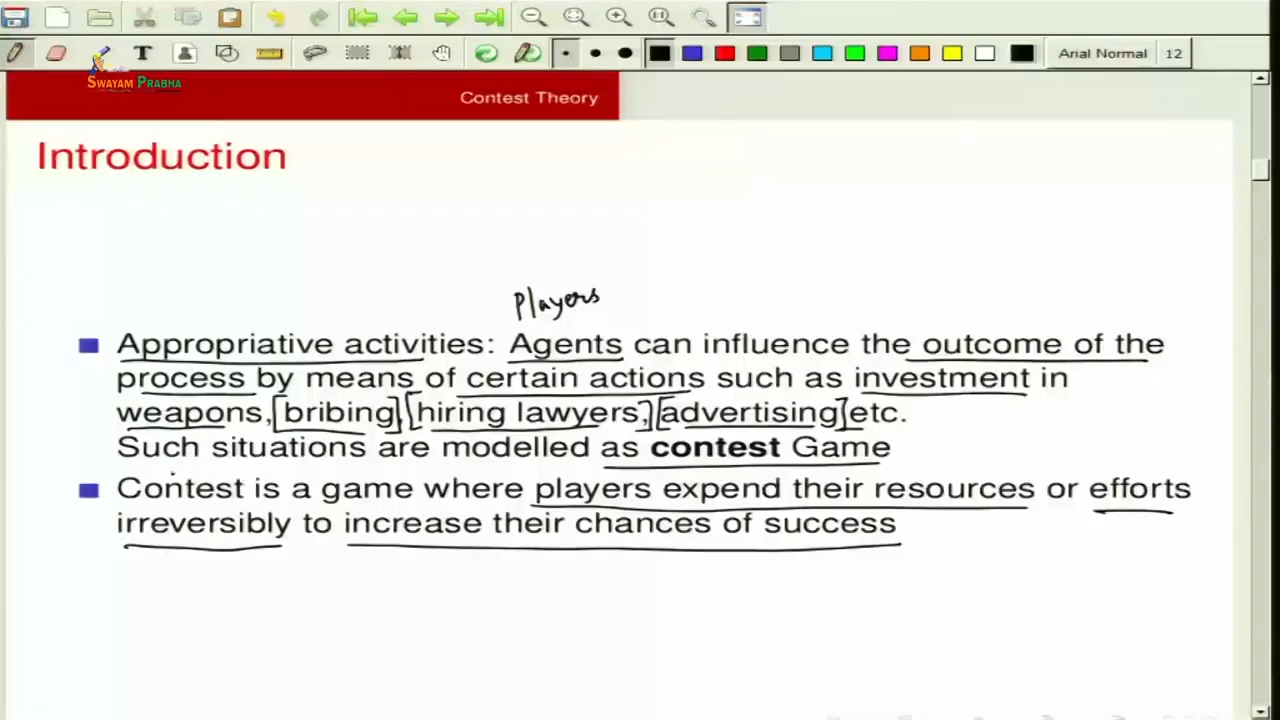 Arial Normal 12
SWAYAM PRABHA
Contest Theory
Introduction
Players
Appropriative activities: Agents can influence the outcome of the
process by means of certain actions such as investment in
weapons, [bribing], [hiring lawyers,] [advertising] etc.
Such situations are modelled as contest Game
Contest is a game where players expend their resources or efforts
irreversibly to increase their chances of success